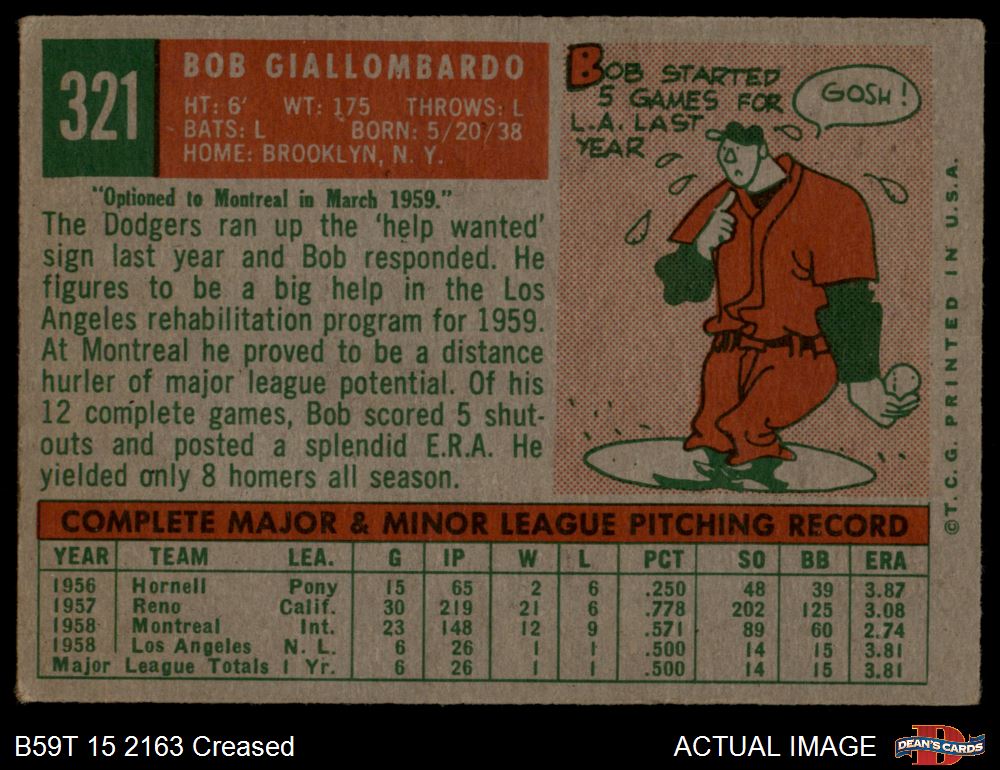 321
BOB GIALLOMBARDO
HT: 6' WT: 175 THROWS: L
BATS: L BORN: 5/20/38
HOME: BROOKLYN, N. Y.
"Optioned to Montreal in March 1959."
The Dodgers ran up the 'help wanted'
sign last year and Bob responded. He
figures to be a big help in the Los
Angeles rehabilitation program for 1959.
At Montreal he proved to be a distance
hurler of major league potential. Of his
12 complete games, Bob scored 5 shut-
outs and posted a splendid E.R.A. He
yielded only 8 homers all season.
BOB STARTED
5 GAMES FOR
L.A. LAST
YEAR
GOSH!
©T.C.G. PRINTED IN U.S.A.
COMPLETE MAJOR & MINOR LEAGUE PITCHING RECORD
YEAR TEAM LEA. G IP W L PCT SO BB ERA
1956 Hornell Pony 15 65 2 6 .250 48 39 3.87
1957 Reno Calif. 30 219 21 6 .778 202 125 3.08
1958 Montreal Int. 23 148 12 9 .571 89 60 2.74
1958 Los Angeles N. L. 6 26 1 1 .500 14 15 3.81
Major League Totals 1 Yr. 6 26 1 1 .500 14 15 3.81
B59T 15 2163 Creased
ACTUAL IMAGE
D
DEAN'S CARDS